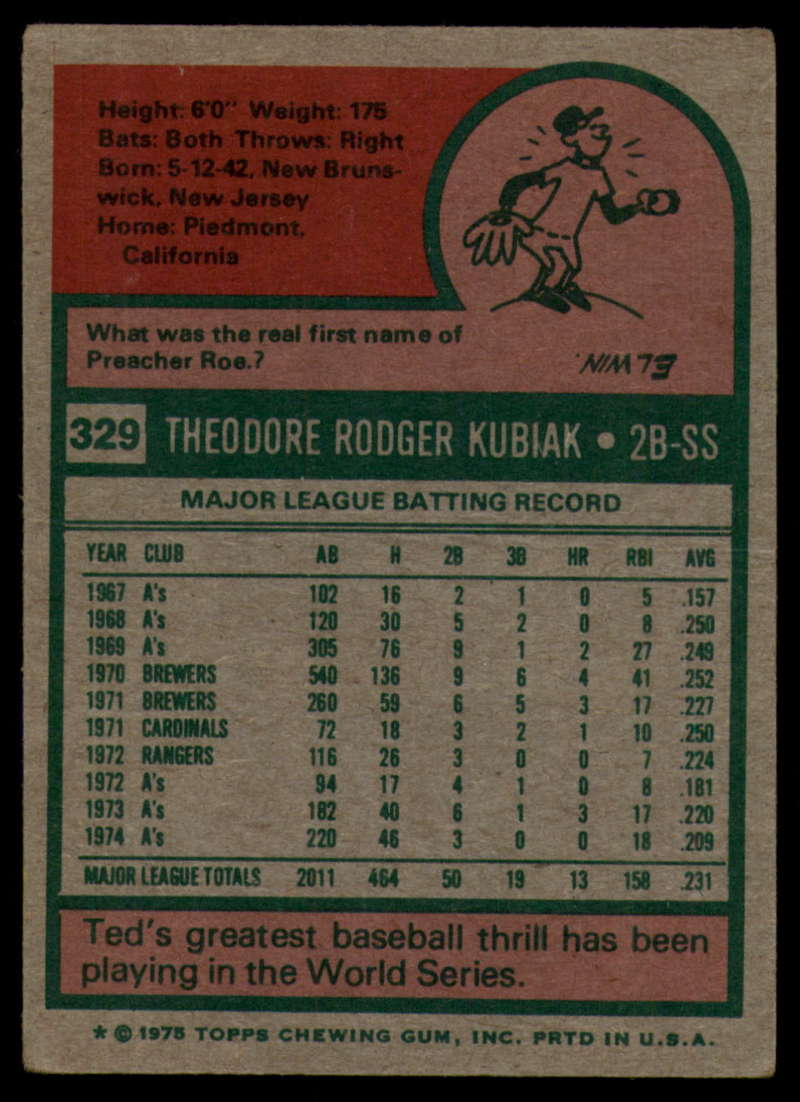 Height: 6'0" Weight: 175
Bats: Both Throws: Right
Born: 5-12-42, New Bruns-
wick, New Jersey
Home: Piedmont,
California
What was the real first name of
Preacher Roe.?
ELWIN.
329 THEODORE RODGER KUBIAK • 2B-SS
MAJOR LEAGUE BATTING RECORD
YEAR CLUB AB H 2B 3B HR RBI AVG
1967 A's 102 16 2 1 0 5 .157
1968 A's 120 30 5 2 0 8 .250
1969 A's 305 76 9 1 2 27 .249
1970 BREWERS 540 136 9 6 4 41 .252
1971 BREWERS 260 59 6 5 3 17 .227
1971 CARDINALS 72 18 3 2 1 10 .250
1972 RANGERS 116 26 3 0 0 7 .224
1972 A's 94 17 4 1 0 8 .181
1973 A's 182 40 6 1 3 17 .220
1974 A's 220 46 3 0 0 18 .209
MAJOR LEAGUE TOTALS 2011 464 50 19 13 158 .231
Ted's greatest baseball thrill has been
playing in the World Series.
* © 1975 TOPPS CHEWING GUM, INC. PRTD IN U.S.A.